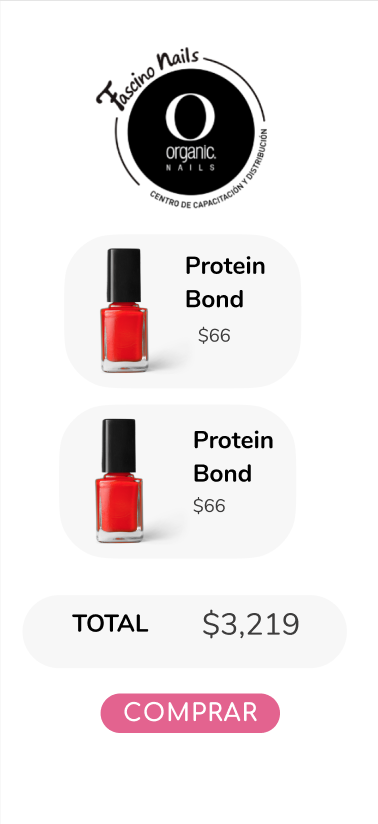 Fascino Nails
organic.
NAILS
CENTRO DE CAPACITACIÓN Y DISTRIBUCIÓN
Protein
Bond
$66
Protein
Bond
$66
TOTAL $3,219
COMPRAR